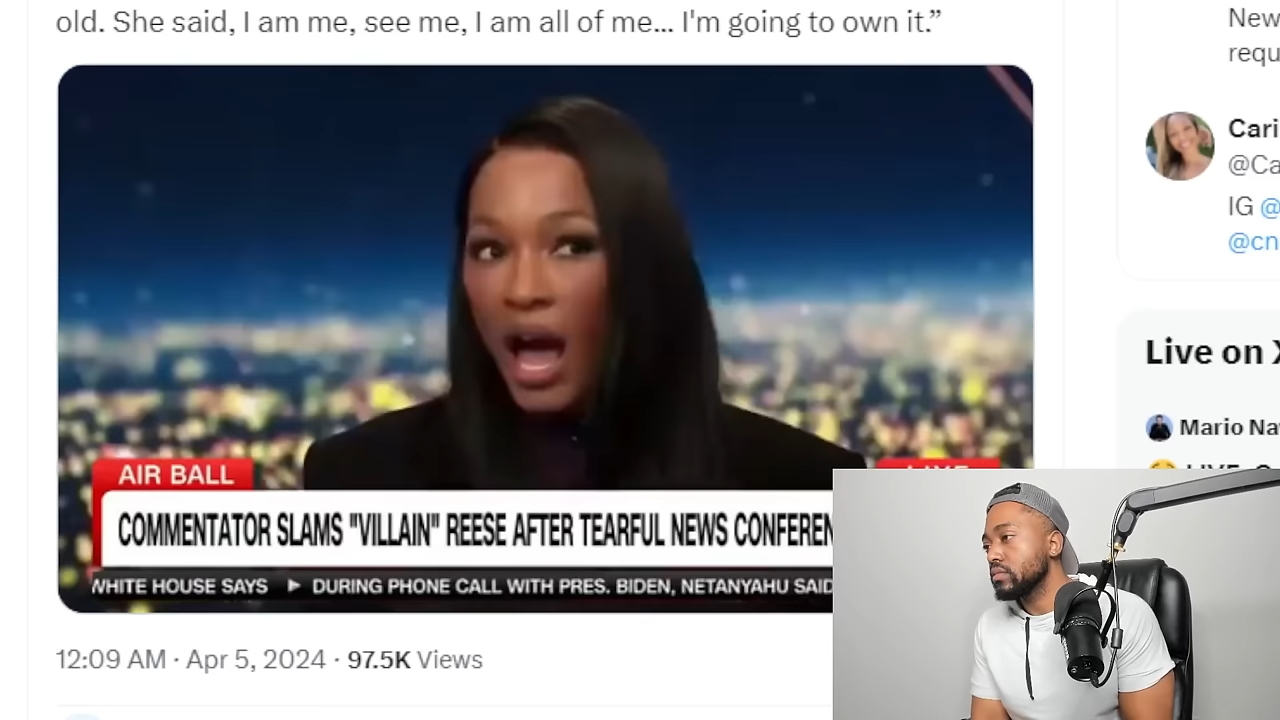 old. She said, I am me, see me, I am all of me... I'm going to own it.”
AIR BALL
COMMENTATOR SLAMS "VILLAIN" REESE AFTER TEARFUL NEWS
WHITE HOUSE SAYS ▶ DURING PHONE CALL WITH PRES. BIDEN, NETANYAHU SAID
12:09 AM · Apr 5, 2024 · 97.5K Views
New
Cari
@Ca
IG @
@cn
Live on X
Mario Na
LIVE